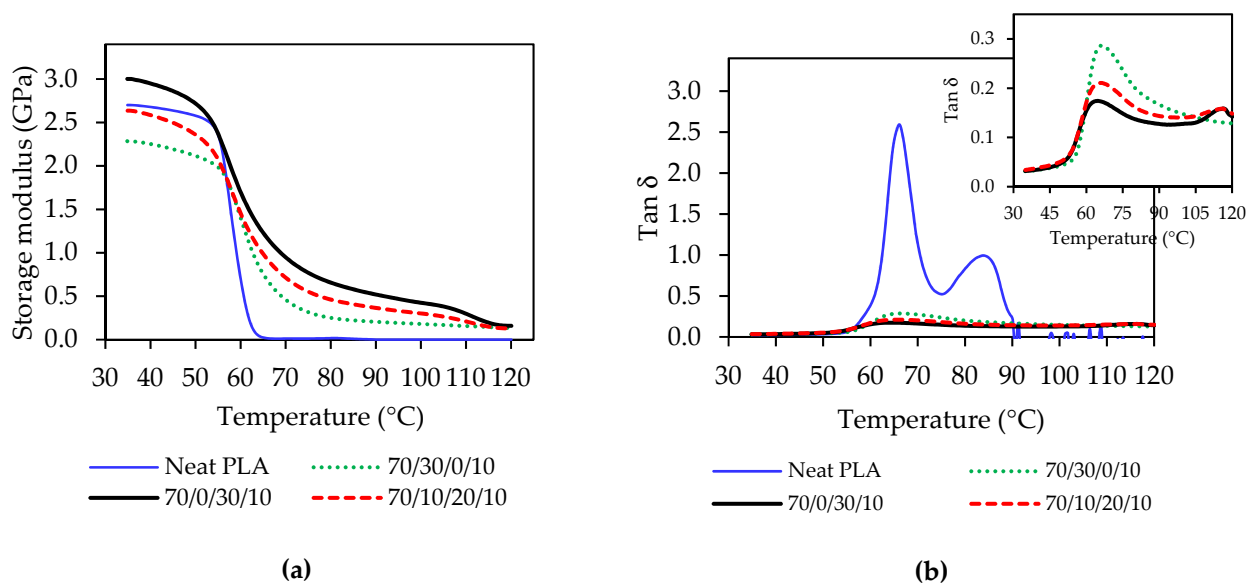 3.0
2.5
2.0
1.5
1.0
0.5
0.0
Storage modulus (GPa)
30 40 50 60 70 80 90 100 110 120
Temperature (°C)
Neat PLA 70/30/0/10
70/0/30/10 70/10/20/10
(a)
3.0
2.5
2.0
1.5
1.0
0.5
0.0
Tan δ
30 40 50 60 70 80 90 100 110 120
Temperature (°C)
0.3
0.2
0.1
0.0
Tan δ
30 45 60 75 90 105 120
Temperature (°C)
Neat PLA 70/30/0/10
70/0/30/10 70/10/20/10
(b)